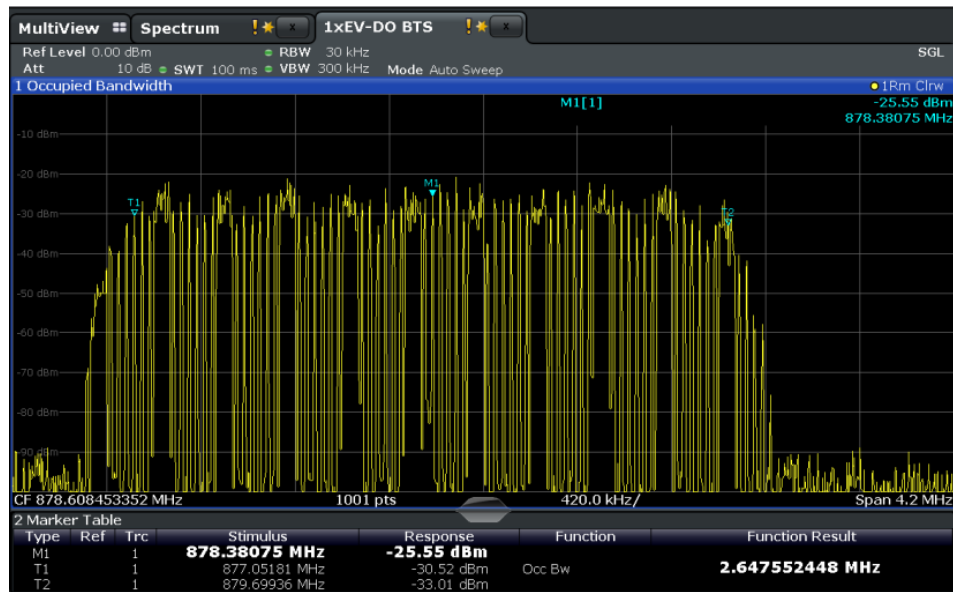 MultiView Spectrum ! x 1xEV-DO BTS ! x
Ref Level 0.00 dBm RBW 30 kHz SGL
Att 10 dB SWT 100 ms VBW 300 kHz Mode Auto Sweep
1 Occupied Bandwidth 1Rm Clrw
M1[1] -25.55 dBm
878.38075 MHz
-10 dBm
-20 dBm
M1
T1
-30 dBm
T2
-40 dBm
-50 dBm
-60 dBm
-70 dBm
-80 dBm
-90 dBm
CF 878.608453352 MHz 1001 pts 420.0 kHz/ Span 4.2 MHz
2 Marker Table
Type Ref Trc Stimulus Response Function Function Result
M1 1 878.38075 MHz -25.55 dBm
T1 1 877.05181 MHz -30.52 dBm Occ Bw 2.647552448 MHz
T2 1 879.69936 MHz -33.01 dBm